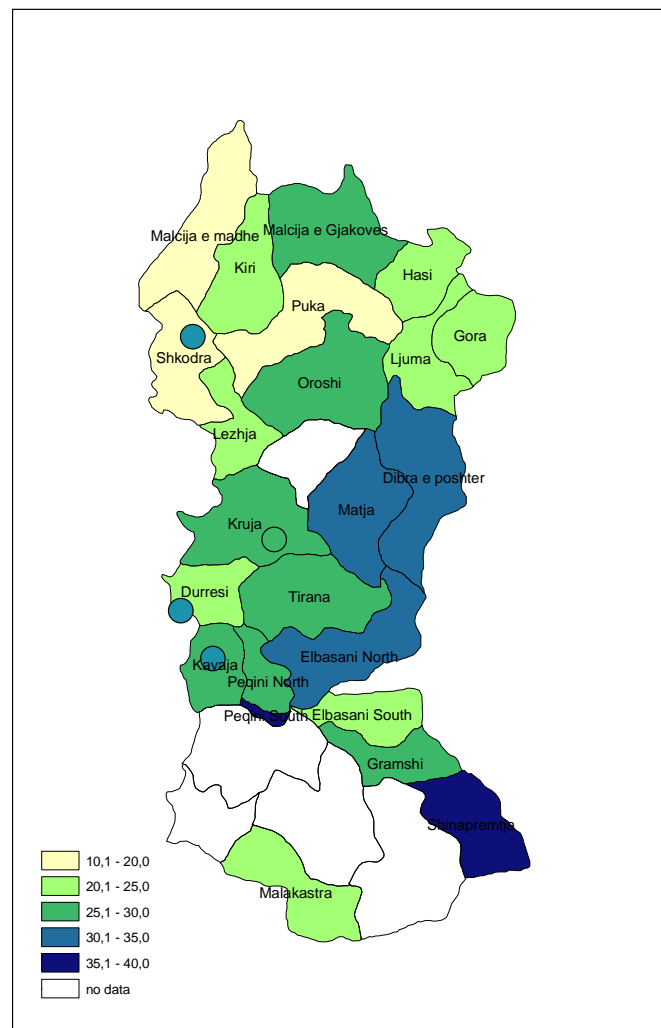 Malcija e madhe
Malcija e Gjakoves
Kiri
Hasi
Puka
Gora
Shkodra
Ljuma
Oroshi
Lezhja
Dibra e poshter
Matja
Kruja
Durresi
Tirana
Elbasani North
Kavaja
Peqini North
Peqini South
Elbasani South
Gramshi
Shinapremtja
Malakastra
10,1 - 20,0
20,1 - 25,0
25,1 - 30,0
30,1 - 35,0
35,1 - 40,0
no data